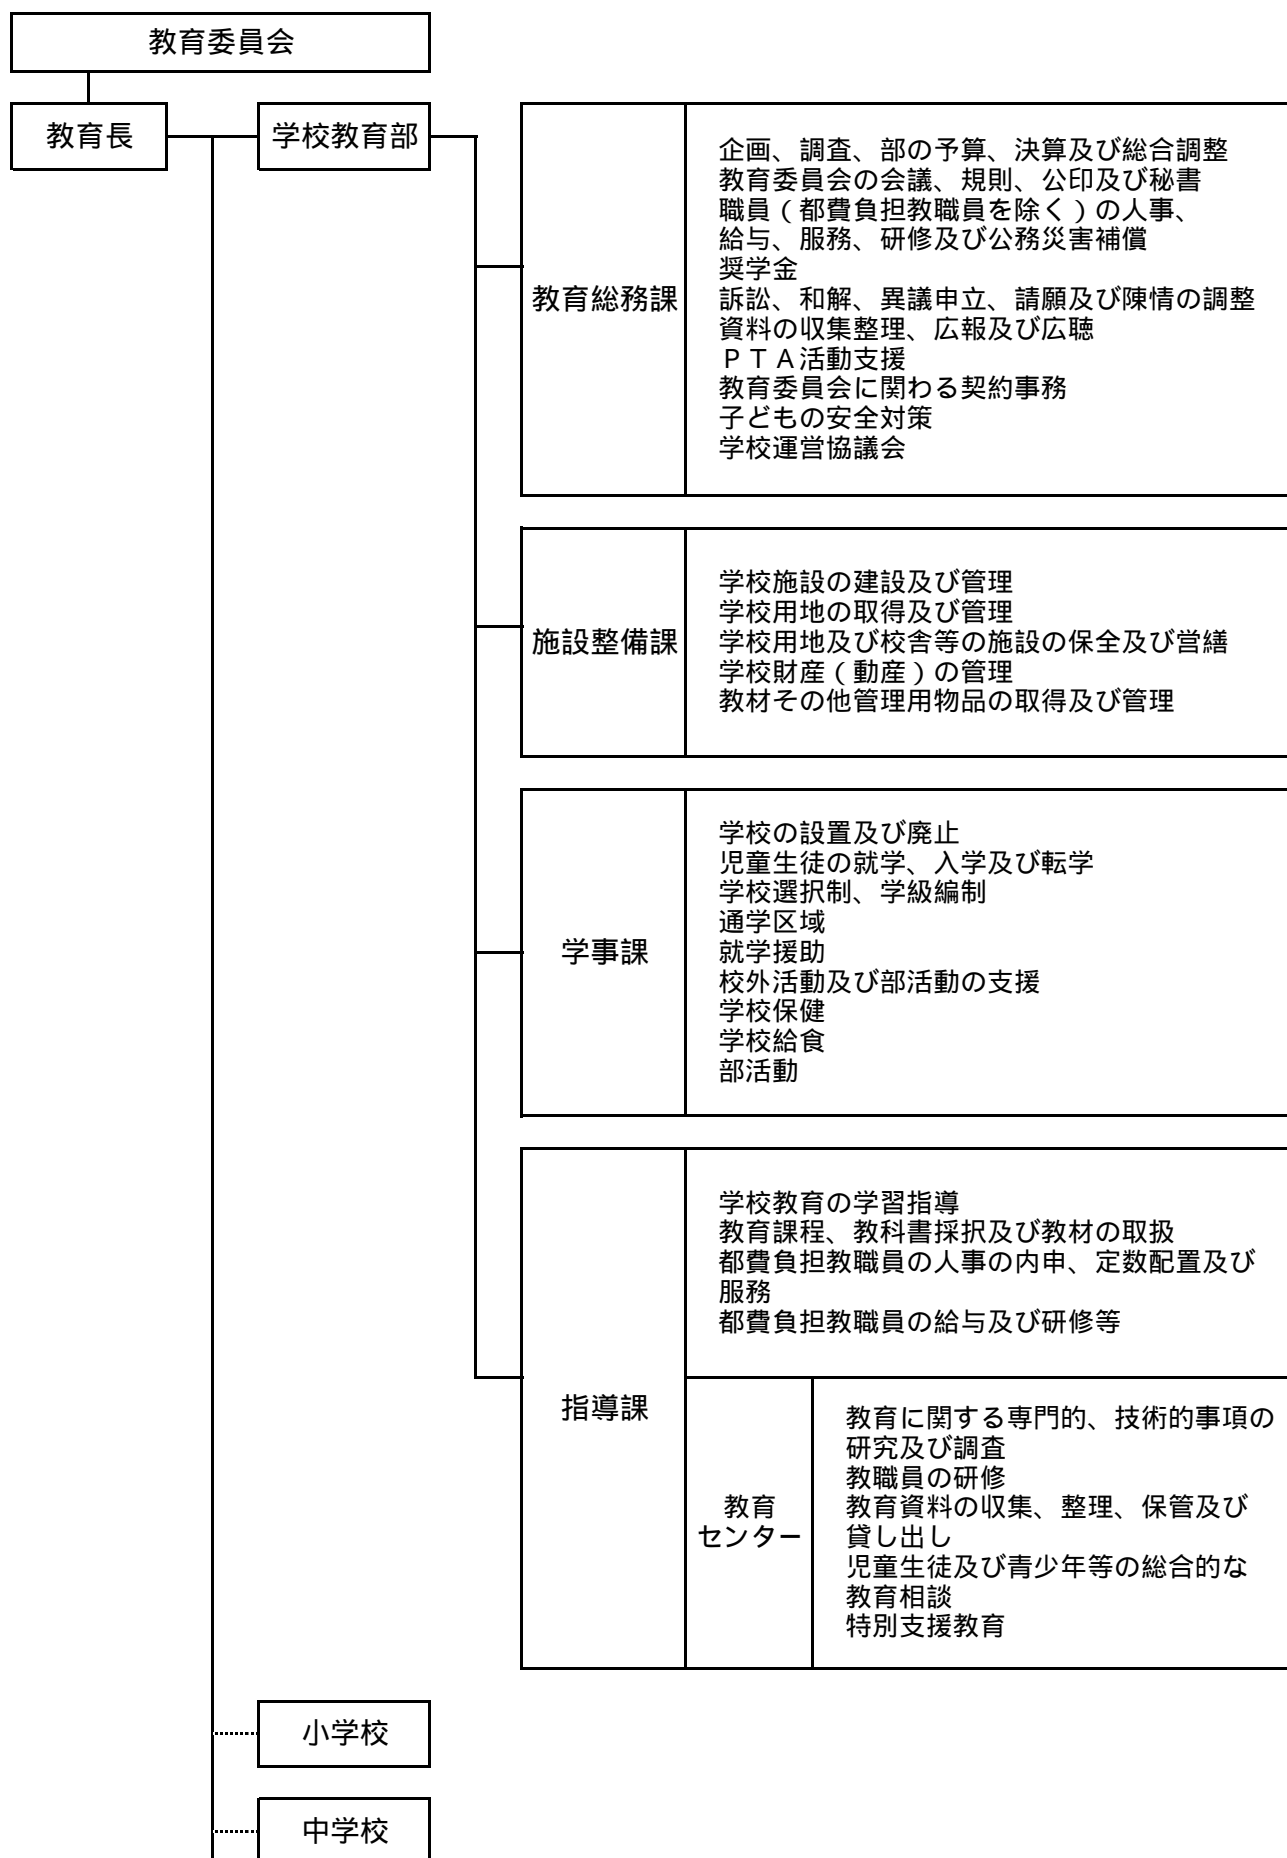 教育委員会
教育長
学校教育部
教育総務課
企画、調査、部の予算、決算及び総合調整
教育委員会の会議、規則、公印及び秘書
職員（都費負担教職員を除く）の人事、
給与、服務、研修及び公務災害補償
奨学金
訴訟、和解、異議申立、請願及び陳情の調整
資料の収集整理、広報及び広聴
ＰＴＡ活動支援
教育委員会に関わる契約事務
子どもの安全対策
学校運営協議会
施設整備課
学校施設の建設及び管理
学校用地の取得及び管理
学校用地及び校舎等の施設の保全及び営繕
学校財産（動産）の管理
教材その他管理用物品の取得及び管理
学事課
学校の設置及び廃止
児童生徒の就学、入学及び転学
学校選択制、学級編制
通学区域
就学援助
校外活動及び部活動の支援
学校保健
学校給食
部活動
指導課
学校教育の学習指導
教育課程、教科書採択及び教材の取扱
都費負担教職員の人事の内申、定数配置及び
服務
都費負担教職員の給与及び研修等
教育
センター
教育に関する専門的、技術的事項の
研究及び調査
教職員の研修
教育資料の収集、整理、保管及び
貸し出し
児童生徒及び青少年等の総合的な
教育相談
特別支援教育
小学校
中学校